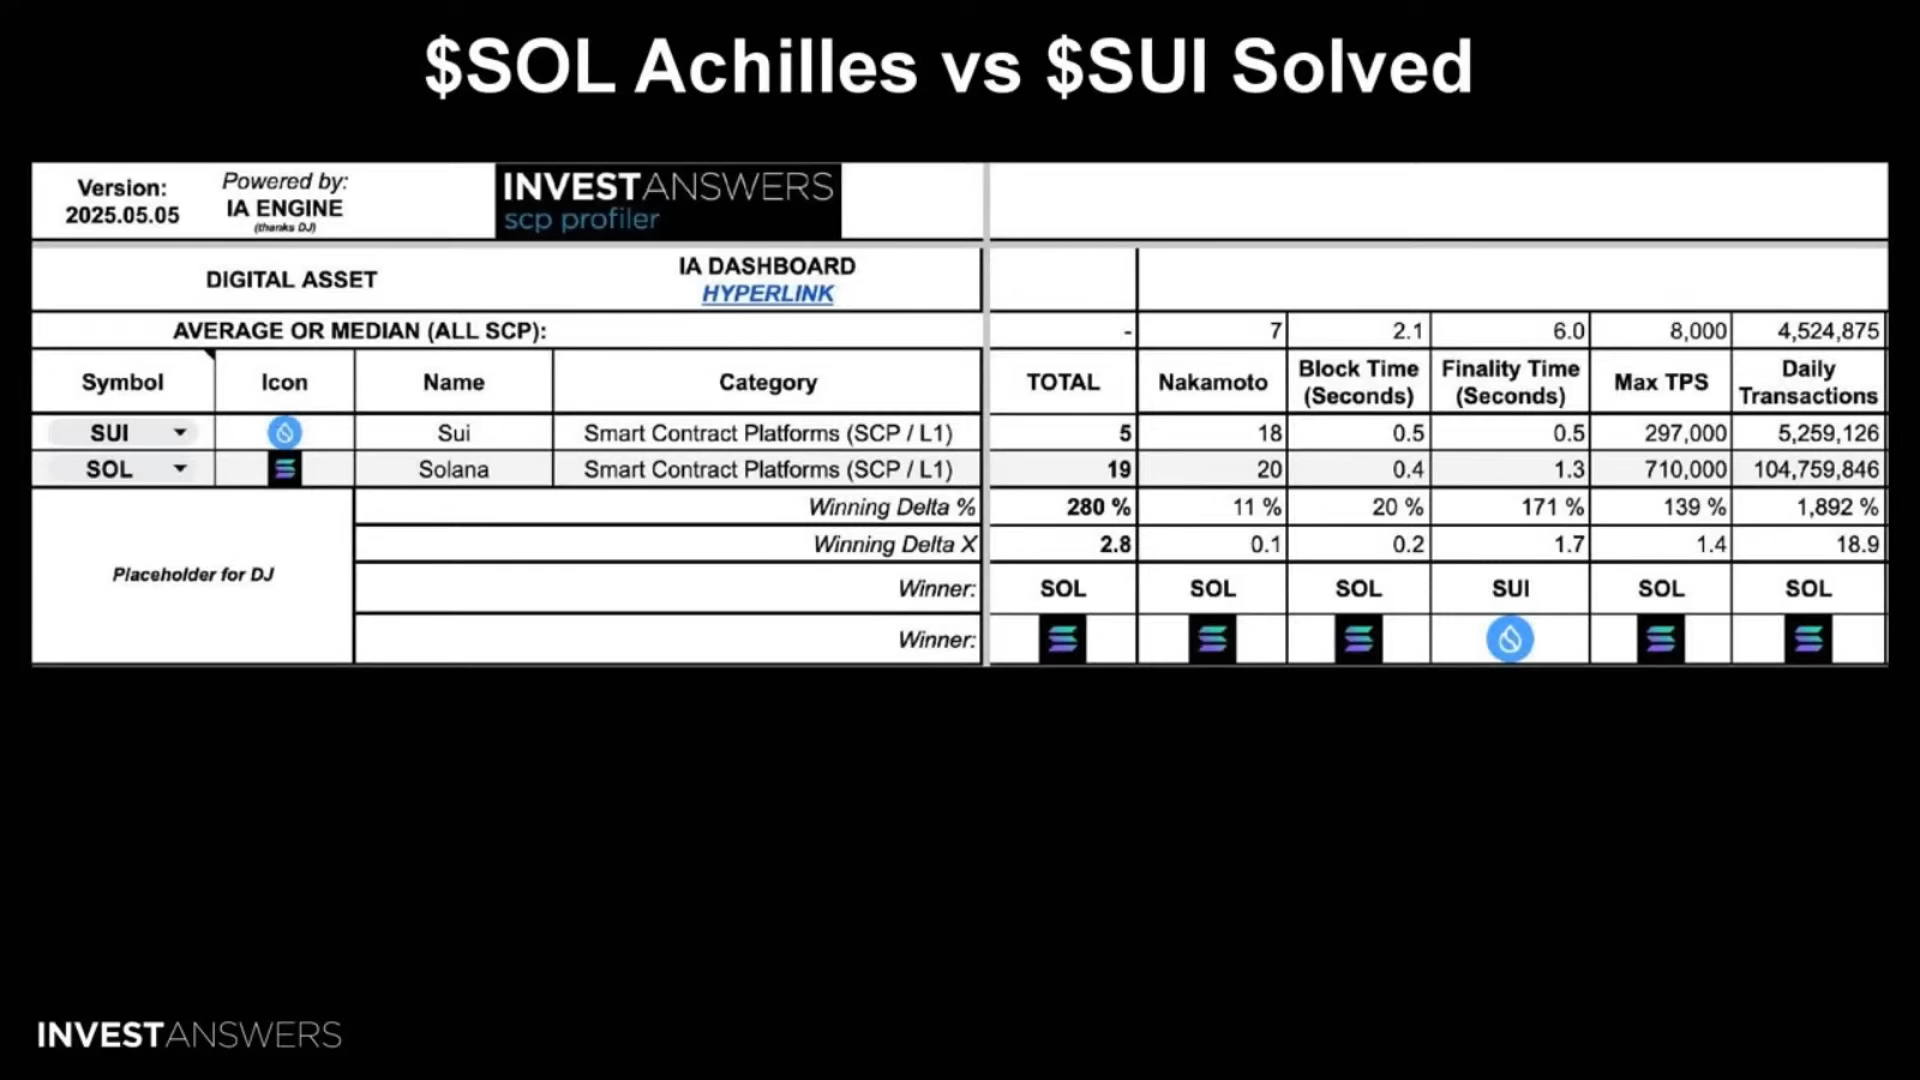 $SOL Achilles vs $SUI Solved
Version:
2025.05.05
Powered by:
IA ENGINE
(thanks DJ)
INVESTANSWERS
scp profiler
DIGITAL ASSET
IA DASHBOARD
HYPERLINK
AVERAGE OR MEDIAN (ALL SCP): - 7 2.1 6.0 8,000 4,524,875
Symbol Icon Name Category TOTAL Nakamoto Block Time (Seconds) Finality Time (Seconds) Max TPS Daily Transactions
SUI Sui Smart Contract Platforms (SCP / L1) 5 18 0.5 0.5 297,000 5,259,126
SOL Solana Smart Contract Platforms (SCP / L1) 19 20 0.4 1.3 710,000 104,759,846
Winning Delta % 280 % 11 % 20 % 171 % 139 % 1,892 %
Winning Delta X 2.8 0.1 0.2 1.7 1.4 18.9
Placeholder for DJ
Winner: SOL SOL SOL SUI SOL SOL
Winner:
INVESTANSWERS